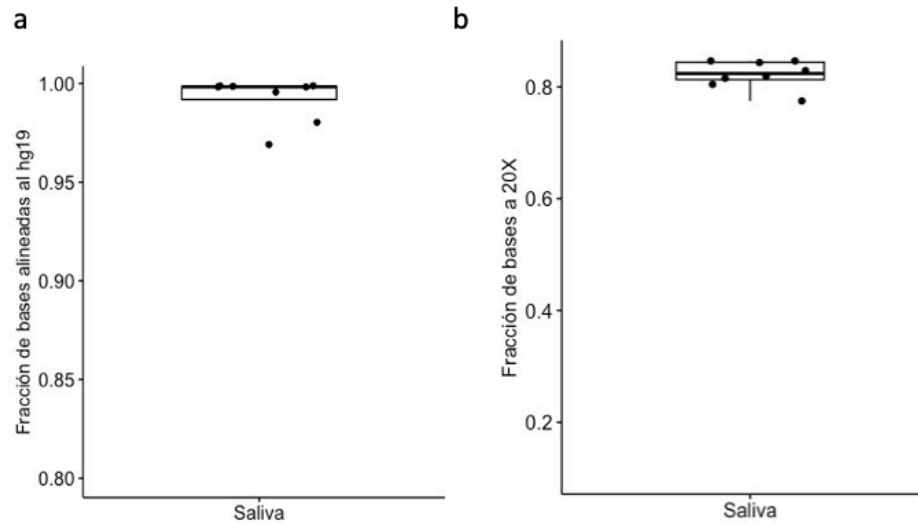 a
Fracción de bases alineadas al hg19
1.00
0.95
0.90
0.85
0.80
Saliva
b
Fracción de bases a 20X
0.8
0.6
0.4
0.2
Saliva